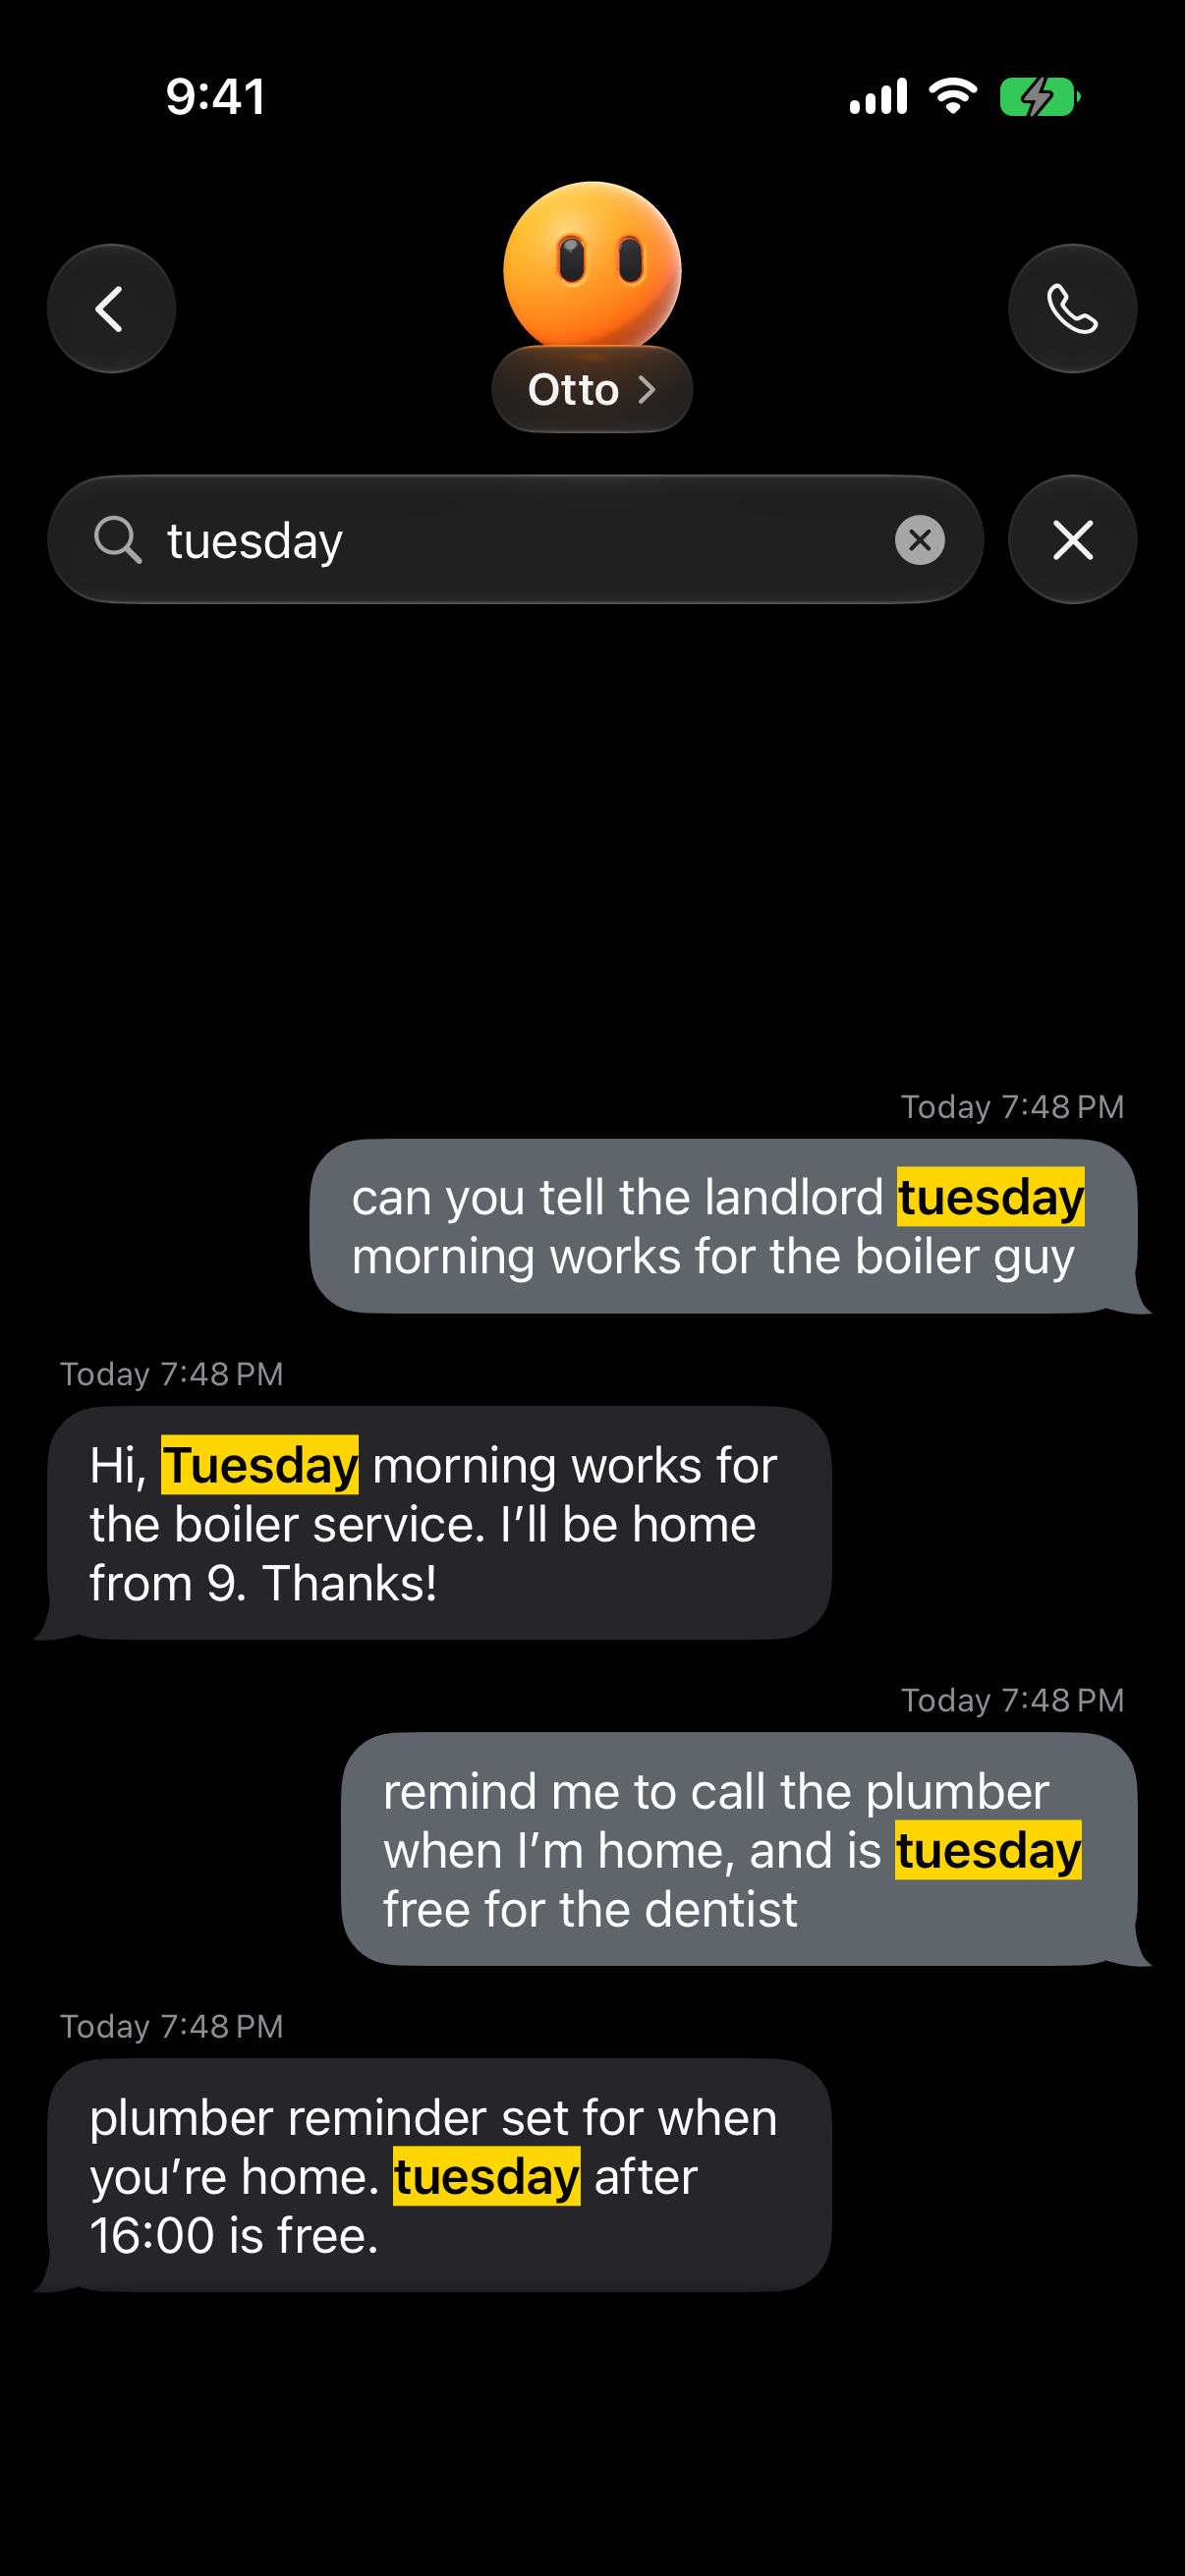 9:41
Otto
tuesday
Today 7:48 PM
can you tell the landlord tuesday
morning works for the boiler guy
Today 7:48 PM
Hi, Tuesday morning works for
the boiler service. I’ll be home
from 9. Thanks!
Today 7:48 PM
remind me to call the plumber
when I’m home, and is tuesday
free for the dentist
Today 7:48 PM
plumber reminder set for when
you’re home. tuesday after
16:00 is free.